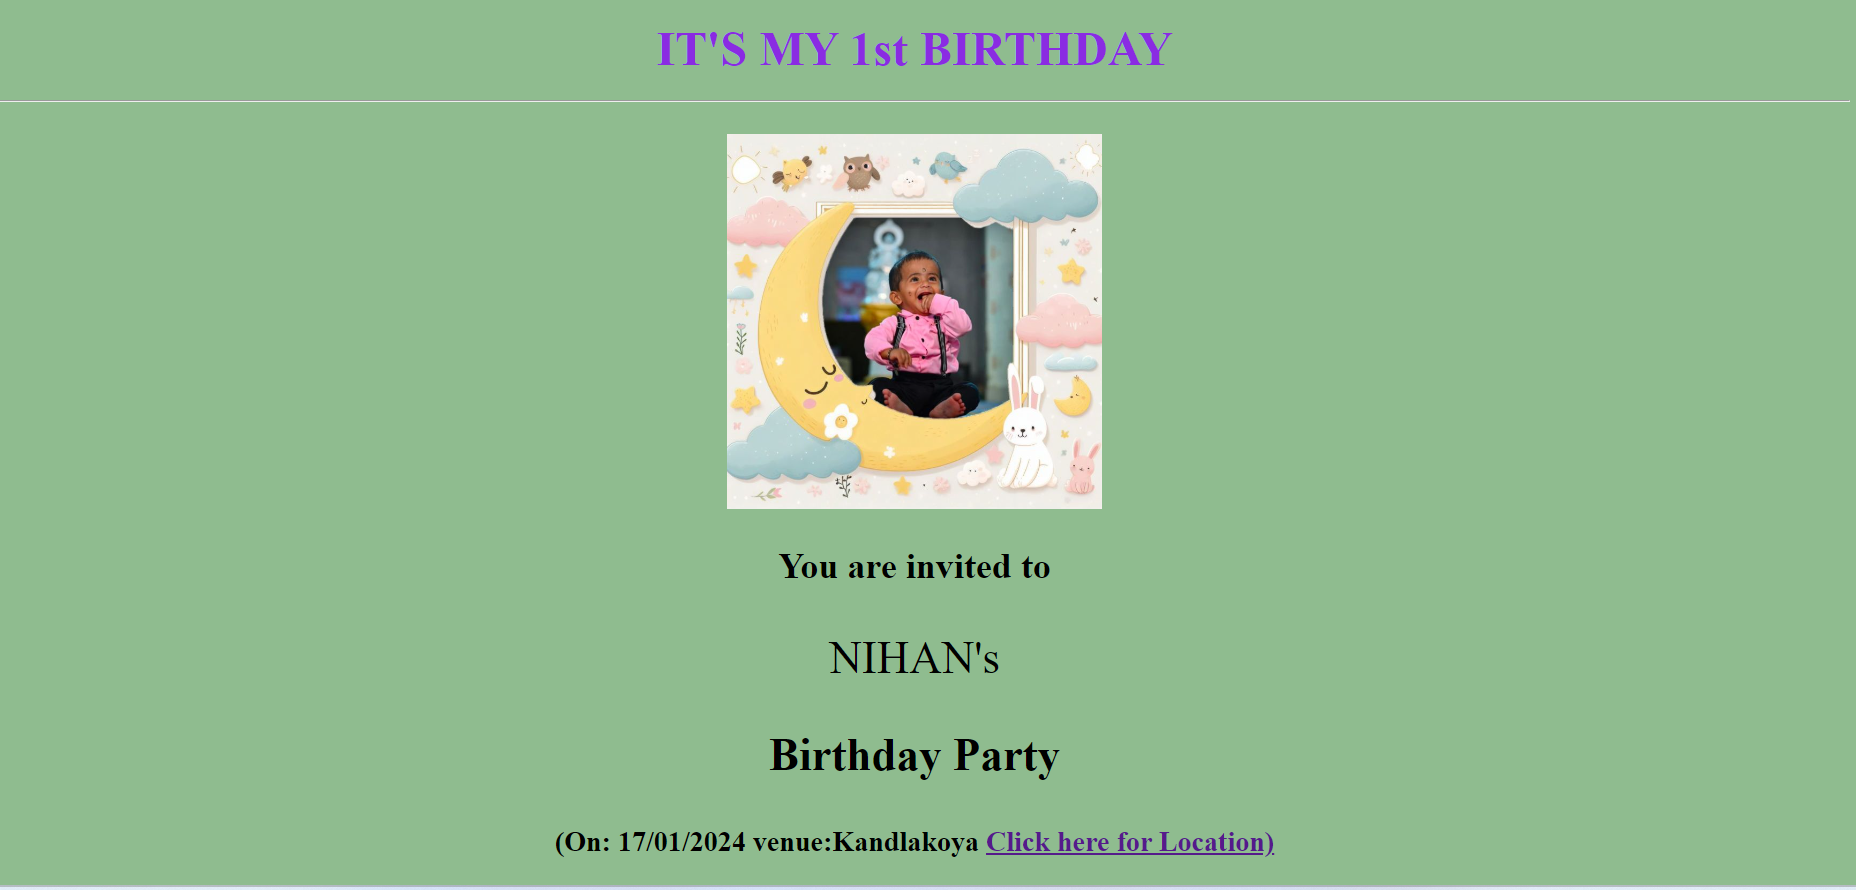 IT'S MY 1st BIRTHDAY
You are invited to
NIHAN's
Birthday Party
(On: 17/01/2024 venue:Kandlakoya Click here for Location)